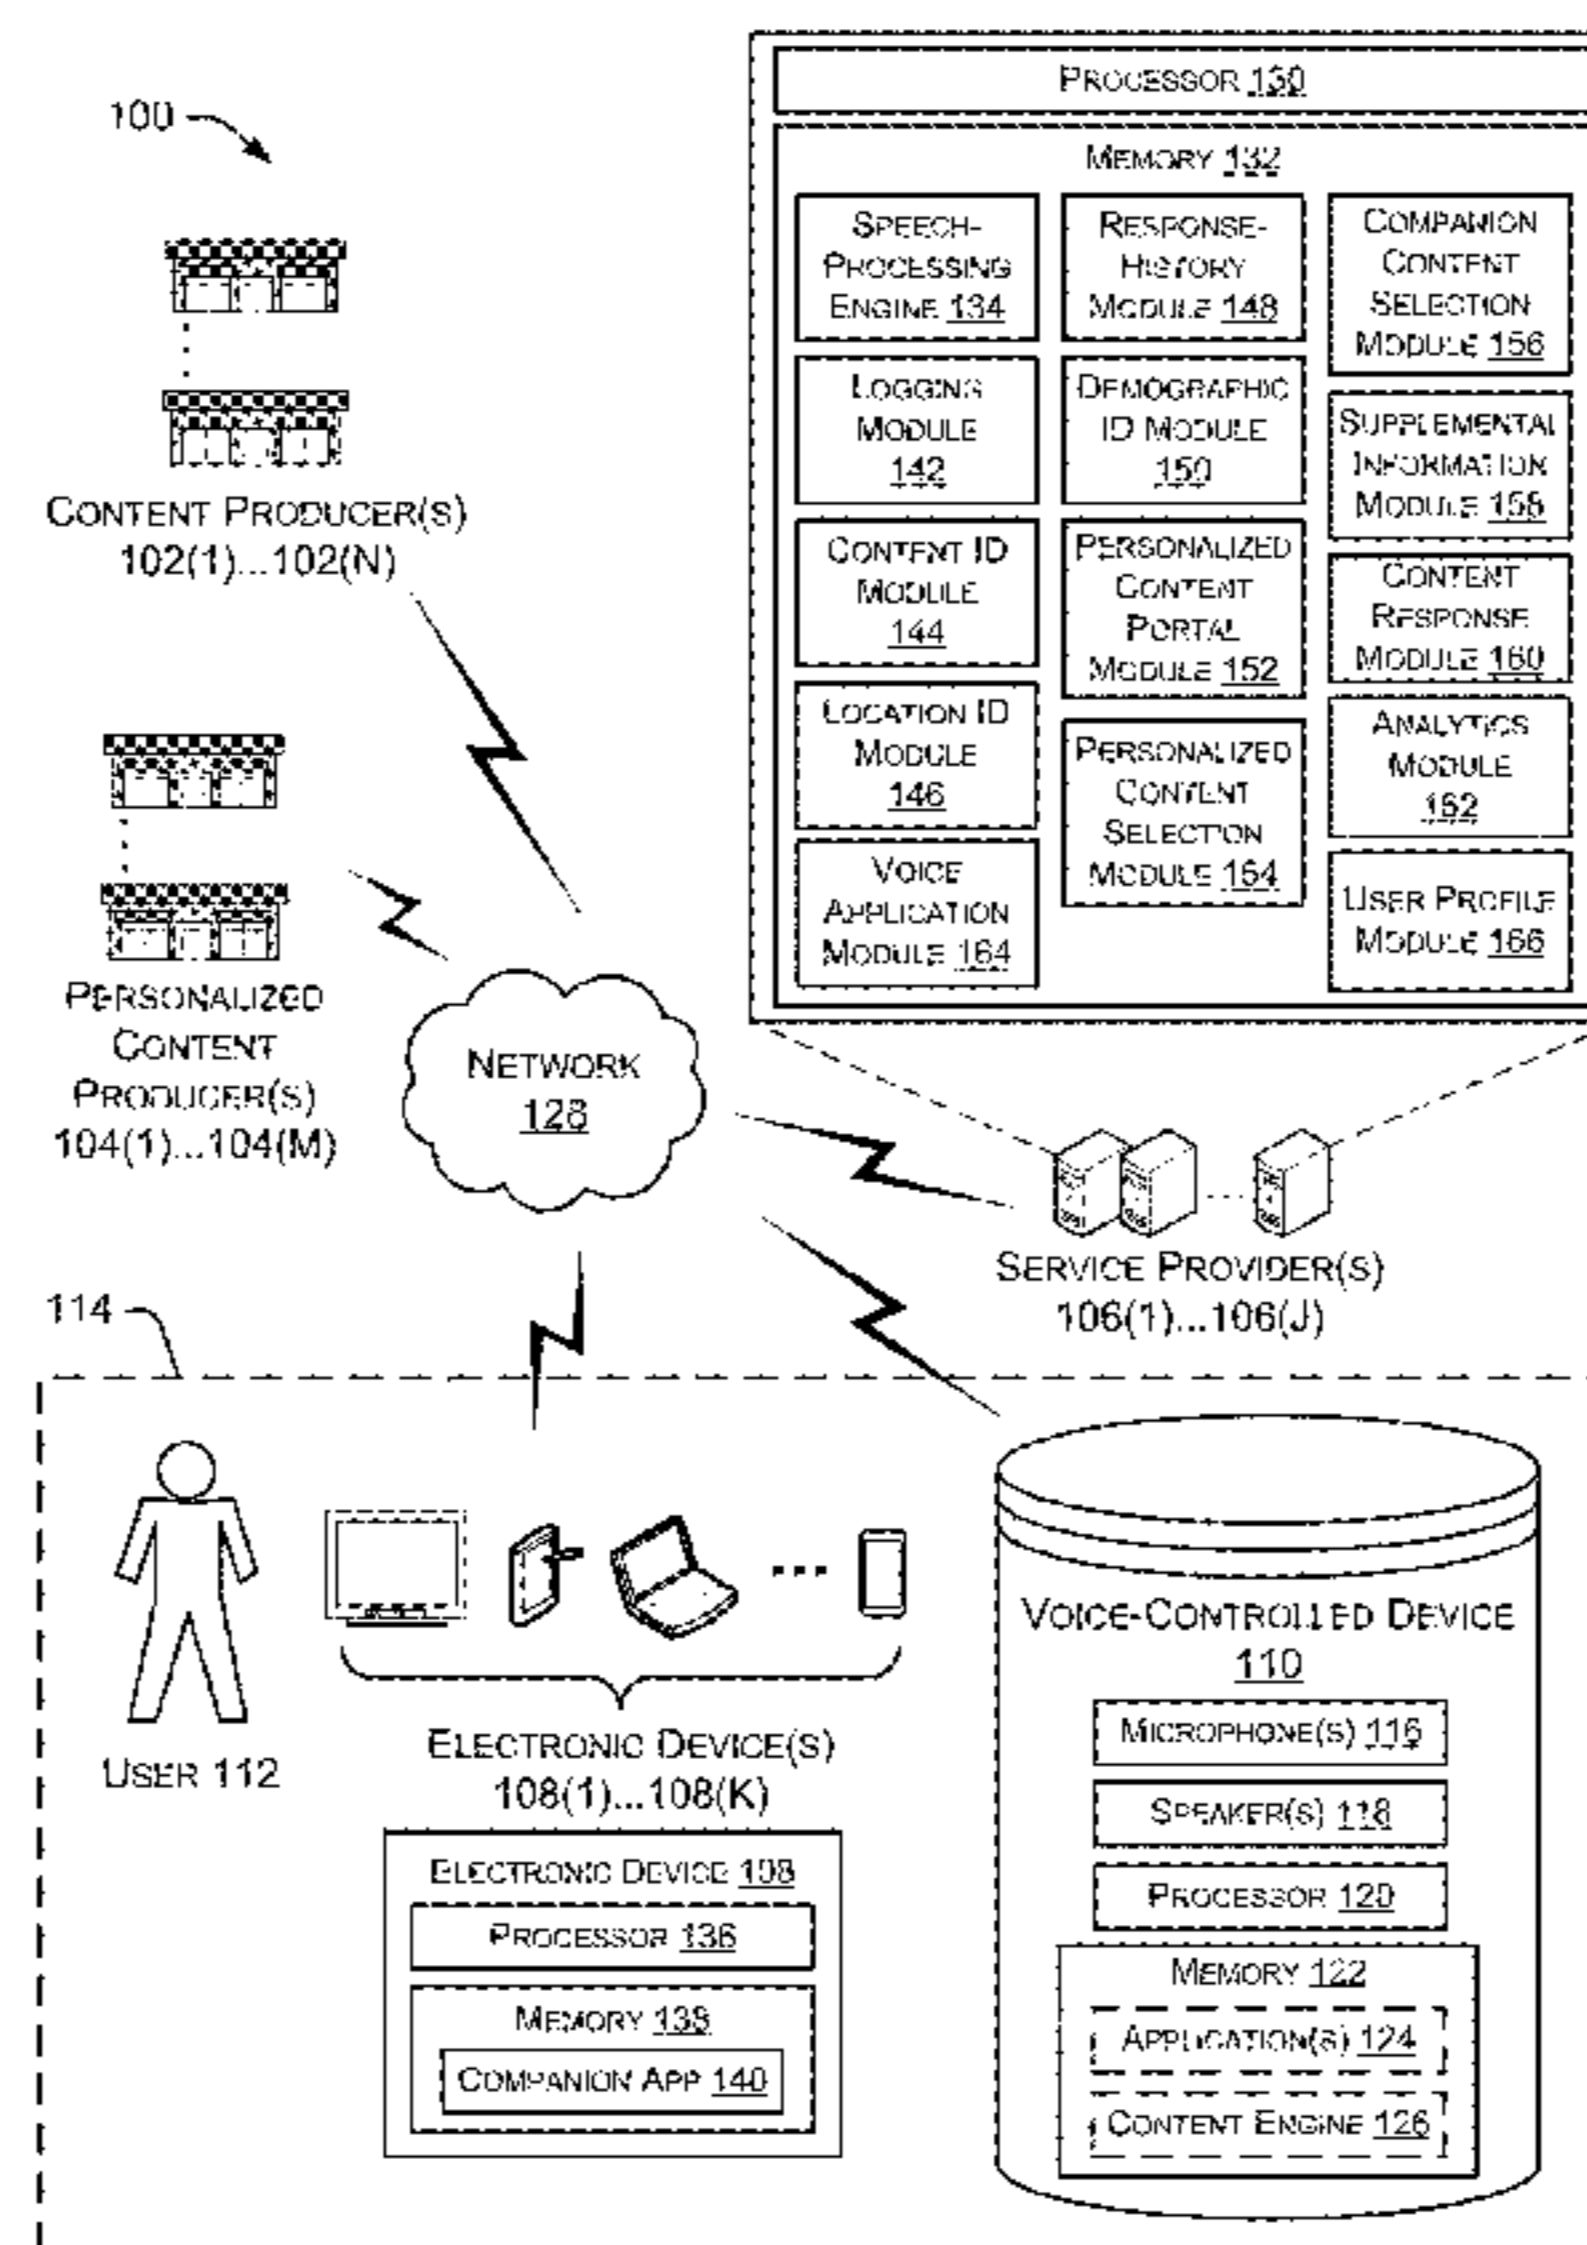 100
PROCESSOR 130
MEMORY 132
SPEECH-
PROCESSING
ENGINE 134
LOGGING
MODULE
142
CONTENT ID
MODULE
144
LOCATION ID
MODULE
146
VOICE
APPLICATION
MODULE 164
RESPONSE-
HISTORY
MODULE 148
DEMOGRAPHIC
ID MODULE
150
PERSONALIZED
CONTENT
PORTAL
MODULE 152
PERSONALIZED
CONTENT
SELECTION
MODULE 154
COMPANION
CONTENT
SELECTION
MODULE 156
SUPPLEMENTAL
INFORMATION
MODULE 158
CONTENT
RESPONSE
MODULE 160
ANALYTICS
MODULE
162
USER PROFILE
MODULE 166
CONTENT PRODUCER(S)
102(1)...102(N)
PERSONALIZED
CONTENT
PRODUCER(S)
104(1)...104(M)
NETWORK
128
SERVICE PROVIDER(S)
106(1)...106(J)
114
USER 112
ELECTRONIC DEVICE(S)
108(1)...108(K)
ELECTRONIC DEVICE 108
PROCESSOR 136
MEMORY 138
COMPANION APP 140
VOICE-CONTROLLED DEVICE
110
MICROPHONE(S) 116
SPEAKER(S) 118
PROCESSOR 120
MEMORY 122
APPLICATION(S) 124
CONTENT ENGINE 126